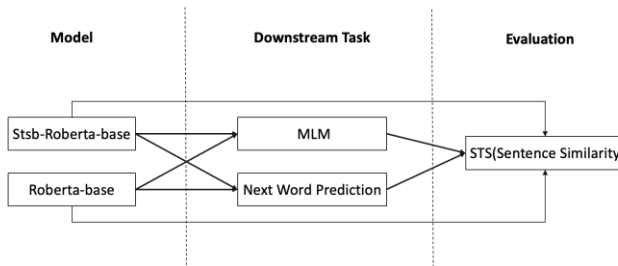 Model
Downstream Task
Evaluation
Stsb-Roberta-base
MLM
STS(Sentence Similarity
Roberta-base
Next Word Prediction